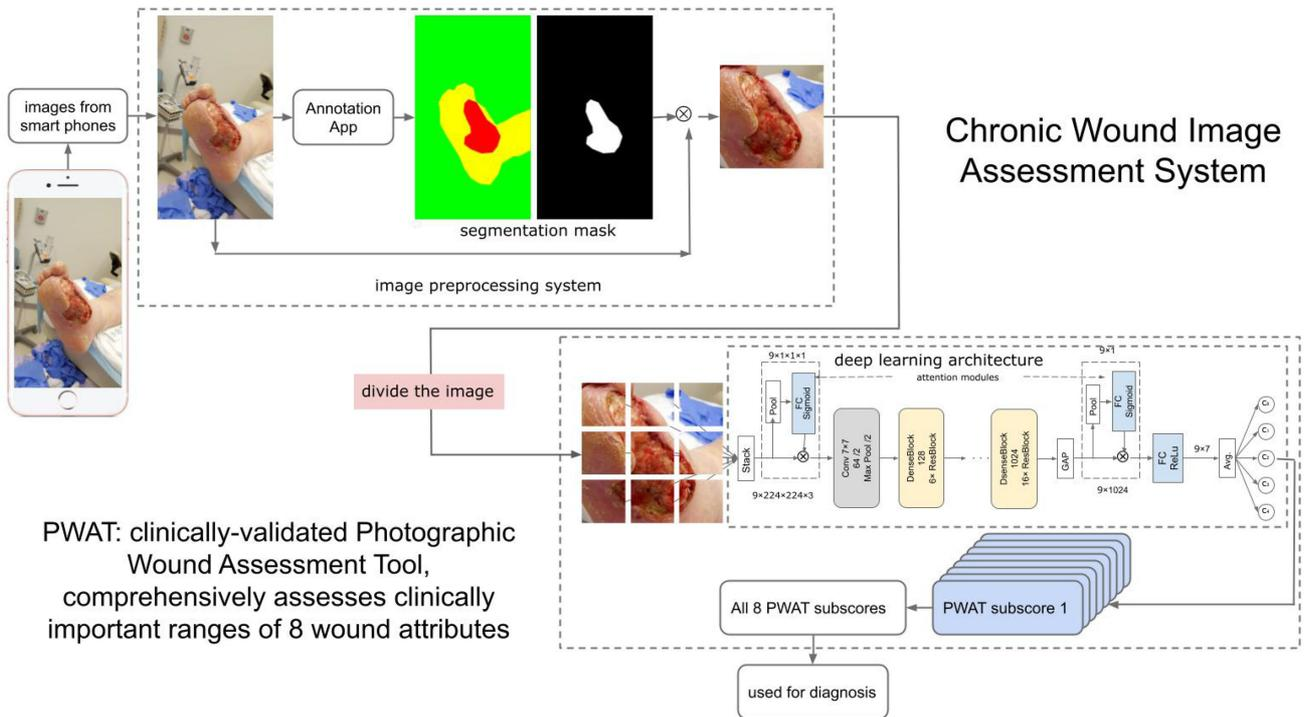 images from
smart phones
Annotation
App
segmentation mask
image preprocessing system
Chronic Wound Image
Assessment System
divide the image
deep learning architecture
attention modules
9×1×1×1
Pool
FC
Sigmoid
Stack
9×224×224×3
Conv 7×7
64 /2
Max Pool /2
DenseBlock
128
6× ResBlock
. . .
DsenseBlock
1024
16× ResBlock
9×1
Pool
FC
Sigmoid
GAP
9×1024
FC
ReLu
9×7
Avg.
PWAT: clinically-validated Photographic
Wound Assessment Tool,
comprehensively assesses clinically
important ranges of 8 wound attributes
PWAT subscore 1
All 8 PWAT subscores
used for diagnosis